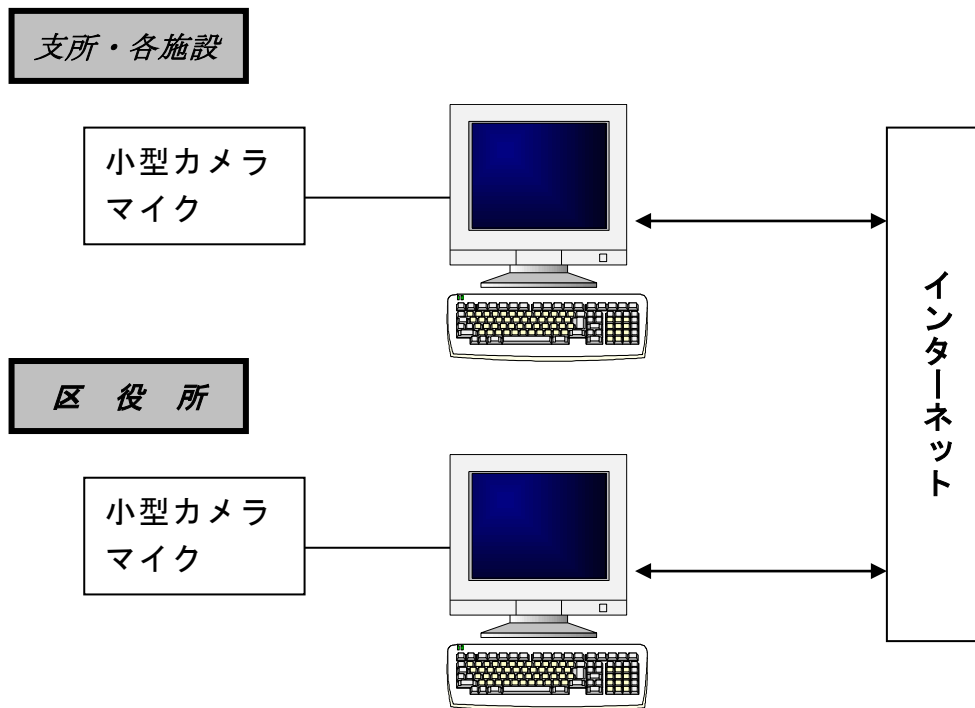 支所・各施設
小型カメラ
マイク
インターネット
区 役 所
小型カメラ
マイク